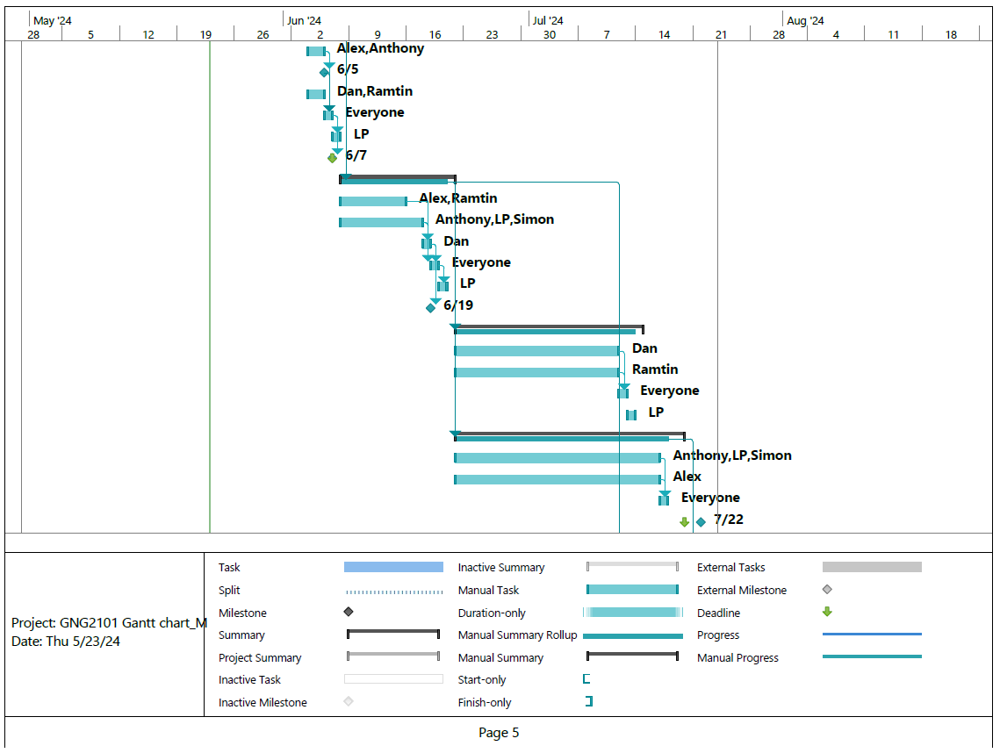 May '24 Jun '24 Jul '24 Aug '24
28 5 12 19 26 2 9 16 23 30 7 14 21 28 4 11 18
Alex,Anthony
6/5
Dan,Ramtin
Everyone
LP
6/7
Alex,Ramtin
Anthony,LP,Simon
Dan
Everyone
LP
6/19
Dan
Ramtin
Everyone
LP
Anthony,LP,Simon
Alex
Everyone
7/22
Project: GNG2101 Gantt chart_M
Date: Thu 5/23/24
Task Inactive Summary External Tasks
Split Manual Task External Milestone
Milestone Duration-only Deadline
Summary Manual Summary Rollup Progress
Project Summary Manual Summary Manual Progress
Inactive Task Start-only
Inactive Milestone Finish-only
Page 5